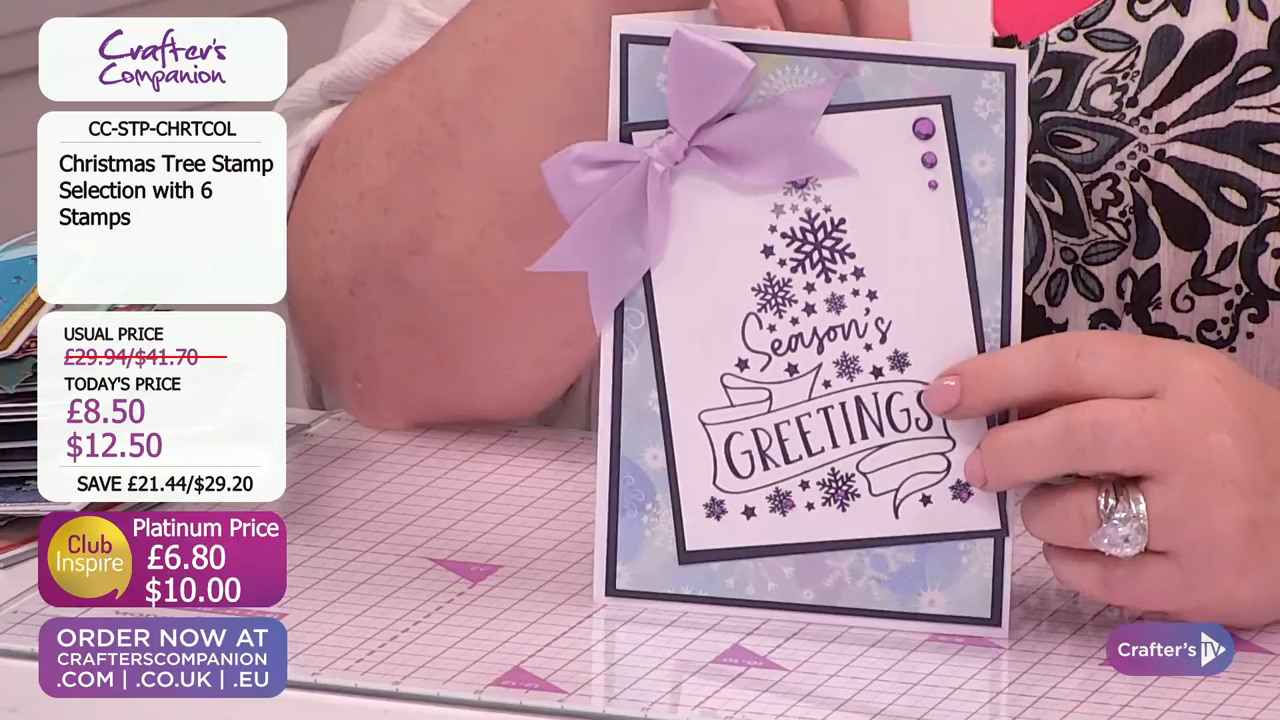 Crafter's
Companion
CC-STP-CHRTCOL
Christmas Tree Stamp
Selection with 6
Stamps
USUAL PRICE
£29.94/$41.70
TODAY'S PRICE
£8.50
$12.50
SAVE £21.44/$29.20
Club
Inspire
Platinum Price
£6.80
$10.00
ORDER NOW AT
CRAFTERSCOMPANION
.COM | .CO.UK | .EU
Season's
GREETINGS
Crafter's TV